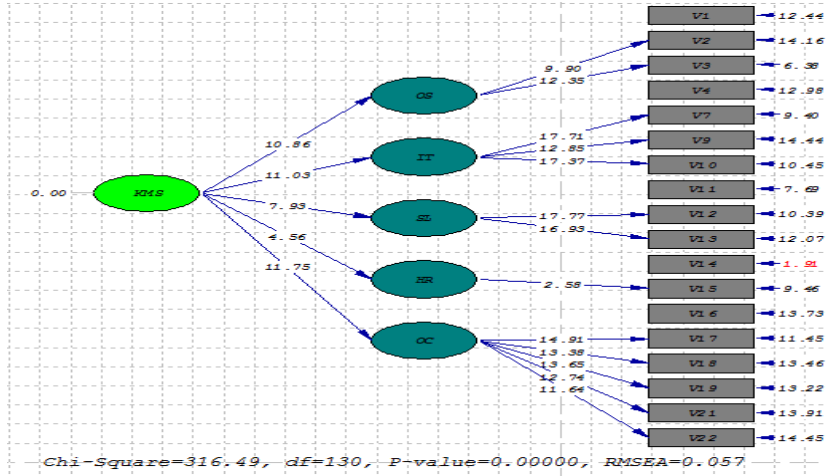 V1 12.44
V2 14.16
9.90
OS
V3 6.38
12.35
V4 12.98
V7 9.40
10.86
17.71
V9 14.44
IT
12.85
V10 10.45
17.37
11.03
V11 7.69
0.00 KMS
7.93
SL
17.77
V12 10.39
16.93
V13 12.07
4.56
V14 1.91
11.75
HR
2.58
V15 9.46
V16 13.73
OC
14.91
V17 11.45
13.38
V18 13.46
13.65
12.74
V19 13.22
11.64
V21 13.91
V22 14.45
Chi-Square=316.49, df=130, P-value=0.00000, RMSEA=0.057